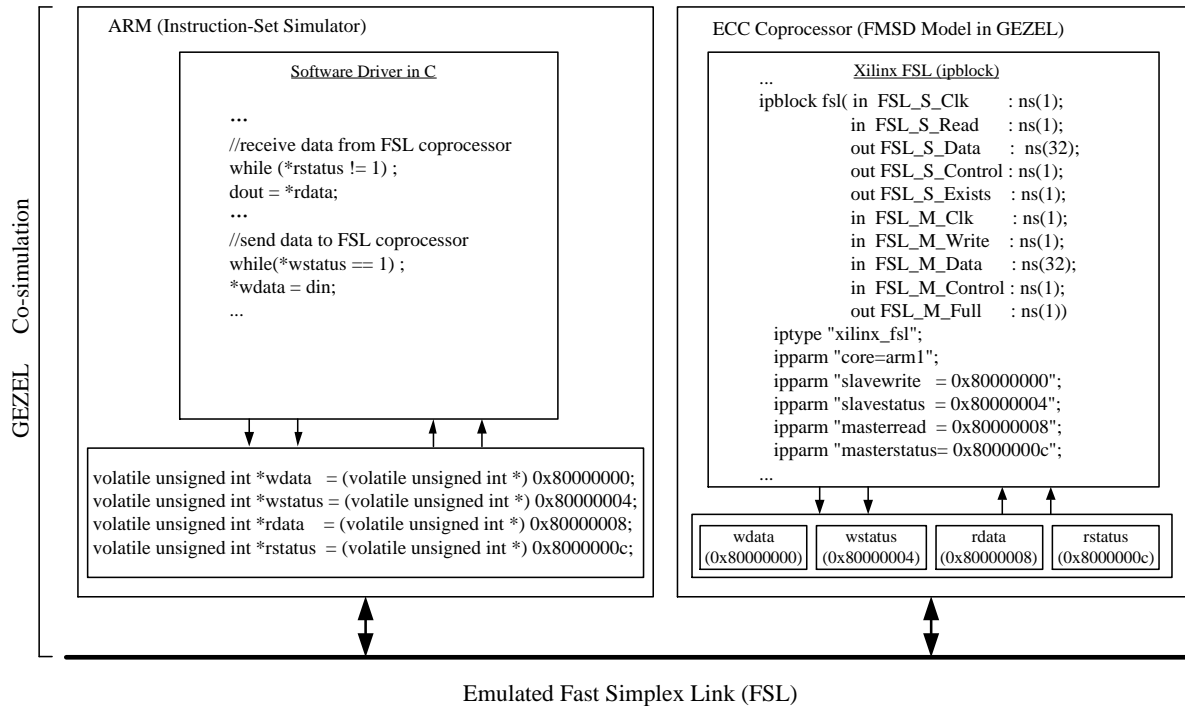 GEZEL Co-simulation
ARM (Instruction-Set Simulator)
Software Driver in C
...
//receive data from FSL coprocessor
while (*rstatus != 1) ;
dout = *rdata;
...
//send data to FSL coprocessor
while(*wstatus == 1) ;
*wdata = din;
...
volatile unsigned int *wdata = (volatile unsigned int *) 0x80000000;
volatile unsigned int *wstatus = (volatile unsigned int *) 0x80000004;
volatile unsigned int *rdata = (volatile unsigned int *) 0x80000008;
volatile unsigned int *rstatus = (volatile unsigned int *) 0x8000000c;
ECC Coprocessor (FMSD Model in GEZEL)
Xilinx FSL (ipblock)
...
ipblock fsl( in FSL_S_Clk : ns(1);
in FSL_S_Read : ns(1);
out FSL_S_Data : ns(32);
out FSL_S_Control : ns(1);
out FSL_S_Exists : ns(1);
in FSL_M_Clk : ns(1);
in FSL_M_Write : ns(1);
in FSL_M_Data : ns(32);
in FSL_M_Control : ns(1);
out FSL_M_Full : ns(1))
iptype "xilinx_fsl";
ipparm "core=arm1";
ipparm "slavewrite = 0x80000000";
ipparm "slavestatus = 0x80000004";
ipparm "masterread = 0x80000008";
ipparm "masterstatus= 0x8000000c";
...
wdata
(0x80000000)
wstatus
(0x80000004)
rdata
(0x80000008)
rstatus
(0x8000000c)
Emulated Fast Simplex Link (FSL)